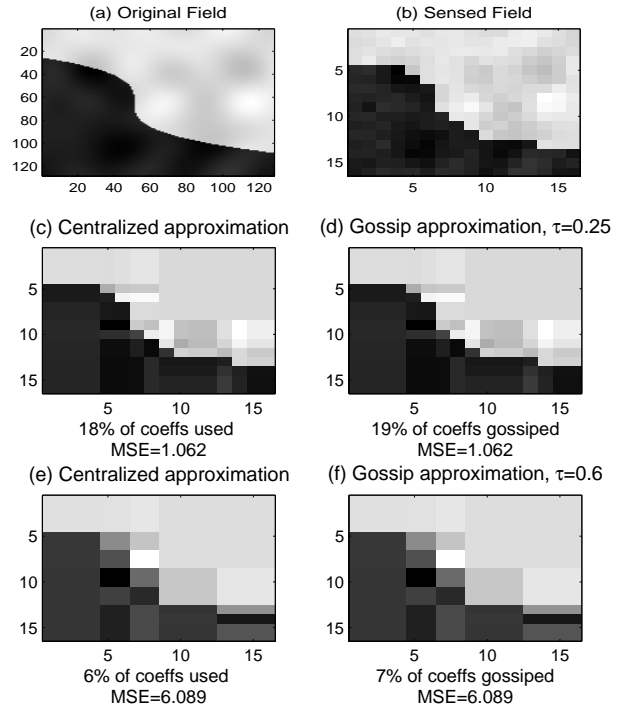 (a) Original Field
(b) Sensed Field
0
20
40
60
80
100
120
20 40 60 80 100 120
5
10
15
5 10 15
(c) Centralized approximation
(d) Gossip approximation, τ=0.25
5
10
15
5 10 15
18% of coeffs used
MSE=1.062
5
10
15
5 10 15
19% of coeffs gossiped
MSE=1.062
(e) Centralized approximation
(f) Gossip approximation, τ=0.6
5
10
15
5 10 15
6% of coeffs used
MSE=6.089
5
10
15
5 10 15
7% of coeffs gossiped
MSE=6.089